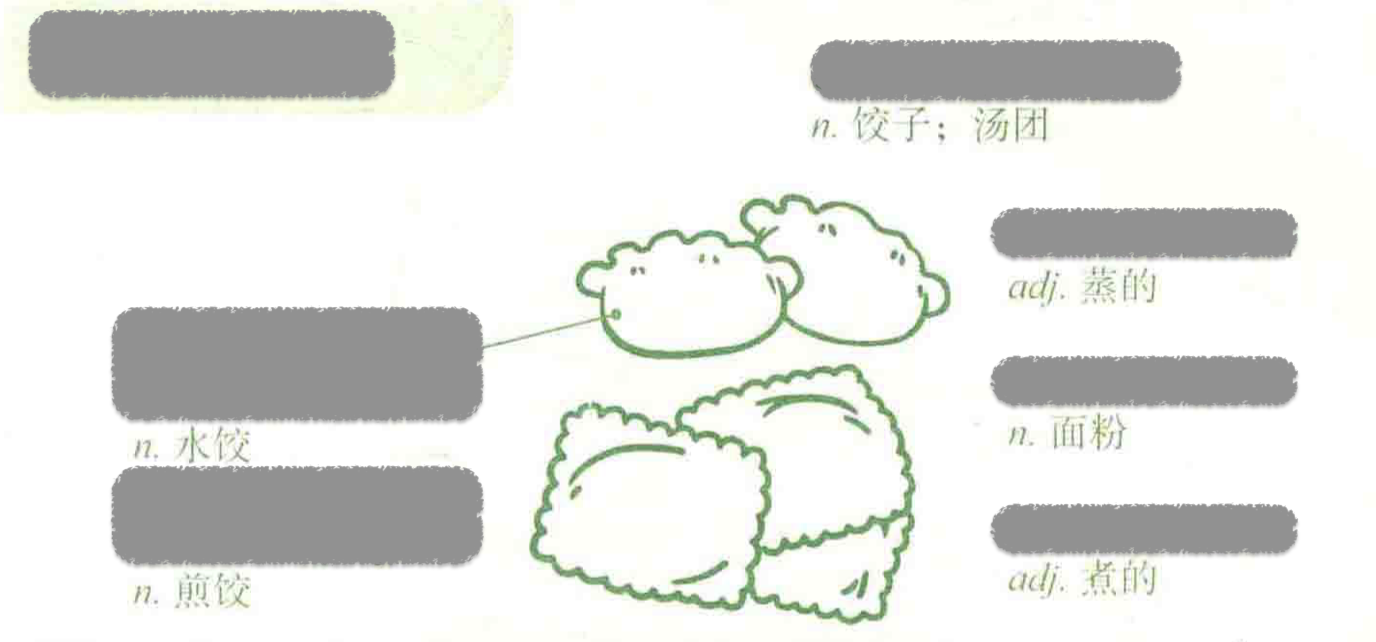 n. 饺子；汤团
adj. 蒸的
n. 面粉
n. 水饺
n. 煎饺
adj. 煮的